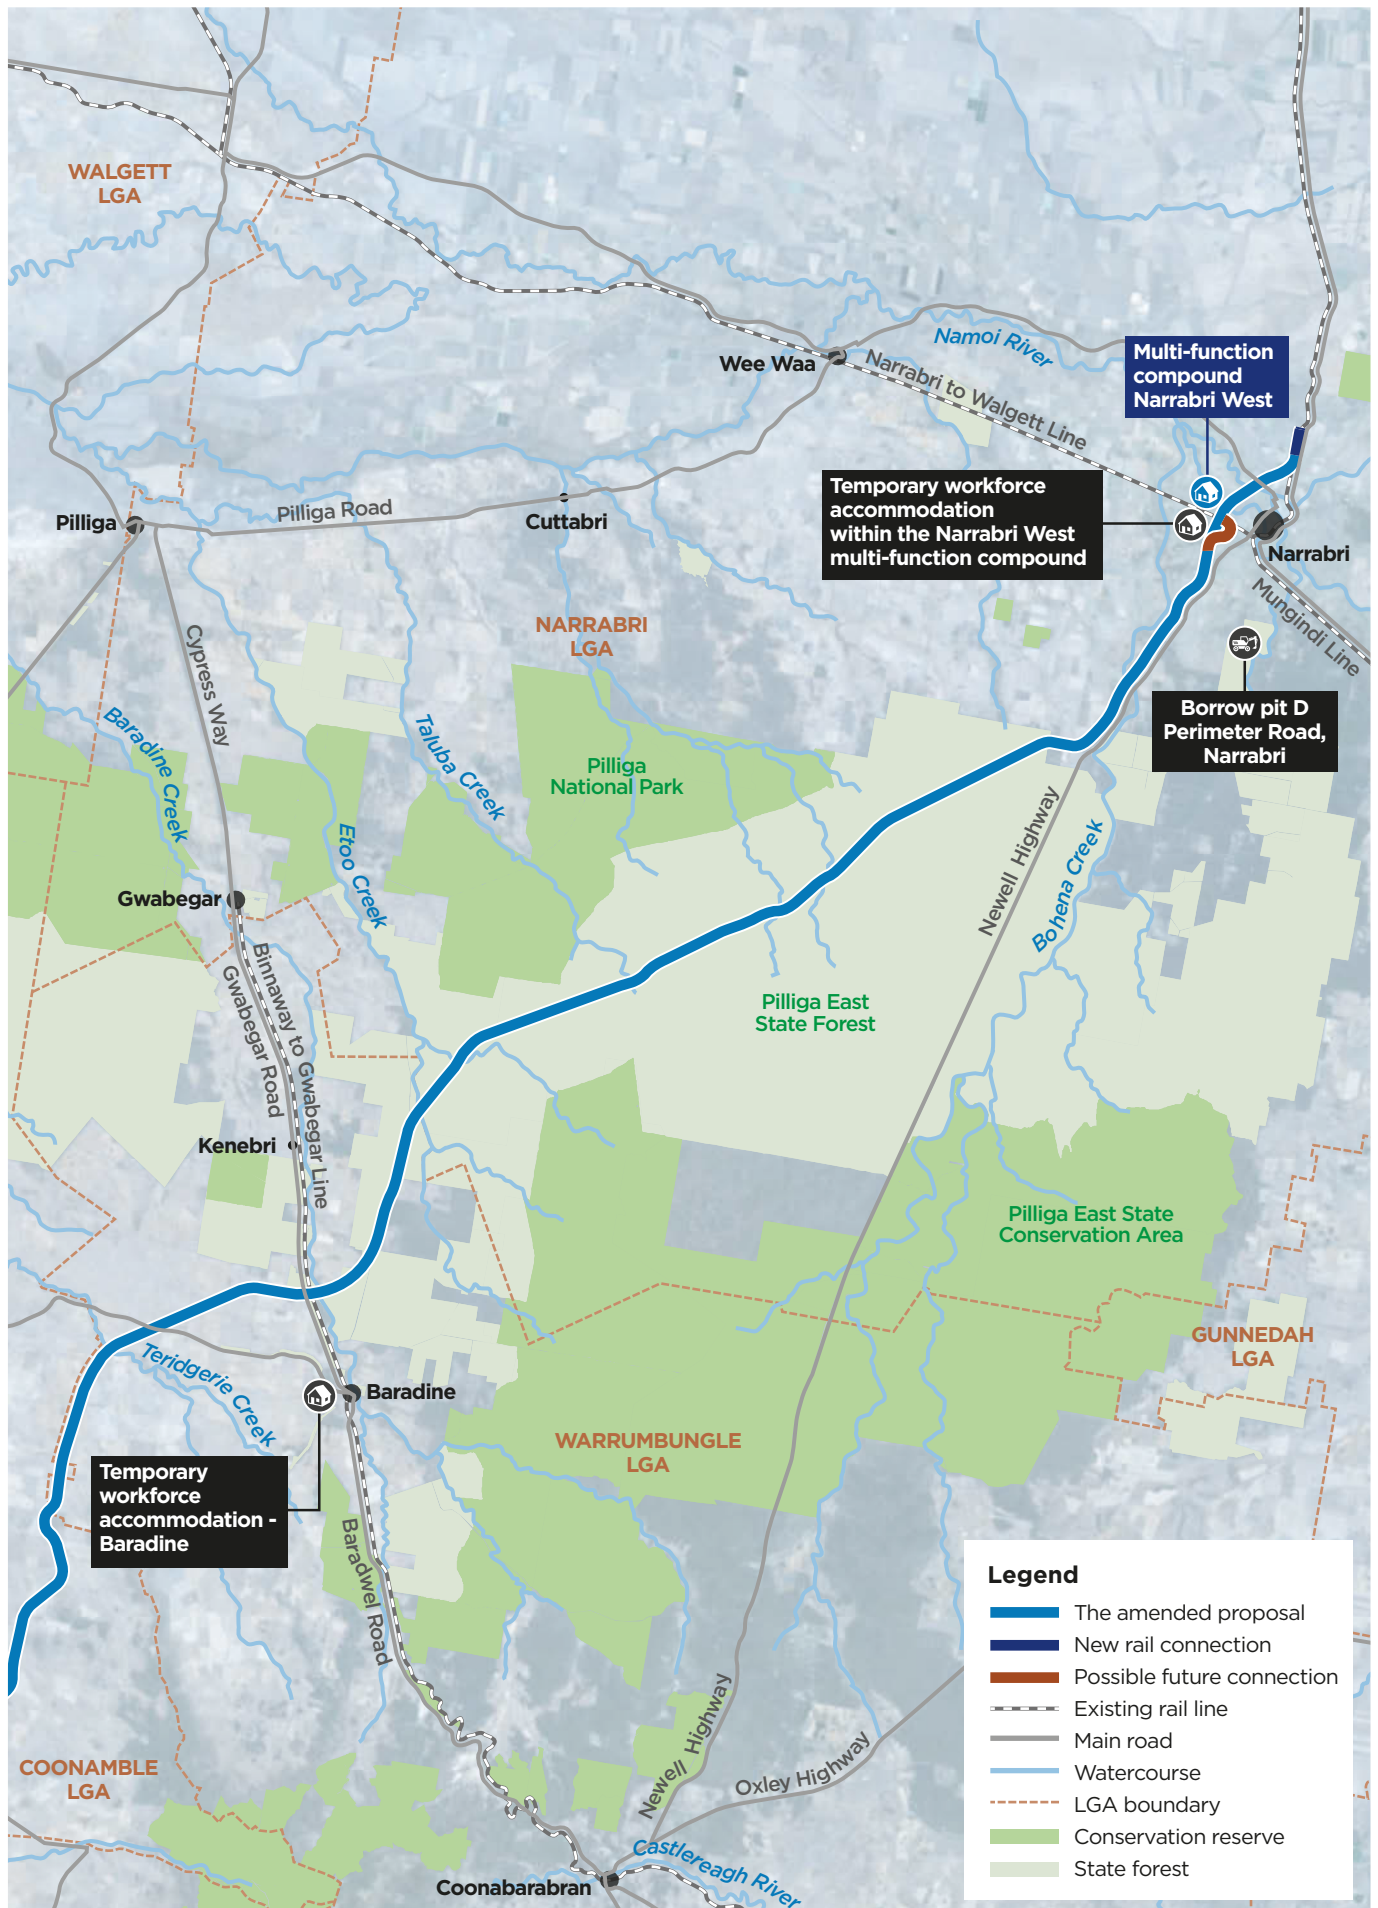 WALGETT
LGA
Namoi River
Wee Waa
Narrabri to Walgett Line
Multi-function
compound
Narrabri West
Temporary workforce
accommodation
within the Narrabri West
multi-function compound
Pilliga
Pilliga Road
Cuttabri
Narrabri
Mungindi Line
NARRABRI
LGA
Cypress Way
Baradine Creek
Taluba Creek
Etoo Creek
Pilliga
National Park
Borrow pit D
Perimeter Road,
Narrabri
Newell Highway
Bohena Creek
Gwabegar
Binnaway to Gwabegar Line
Gwabegar Road
Pilliga East
State Forest
Kenebri
Pilliga East State
Conservation Area
GUNNEDAH
LGA
Teridgerie Creek
Baradine
WARRUMBUNGLE
LGA
Temporary
workforce
accommodation -
Baradine
Baradwel Road
Newell Highway
Oxley Highway
COONAMBLE
LGA
Castlereagh River
Coonabarabran
Legend
The amended proposal
New rail connection
Possible future connection
Existing rail line
Main road
Watercourse
LGA boundary
Conservation reserve
State forest